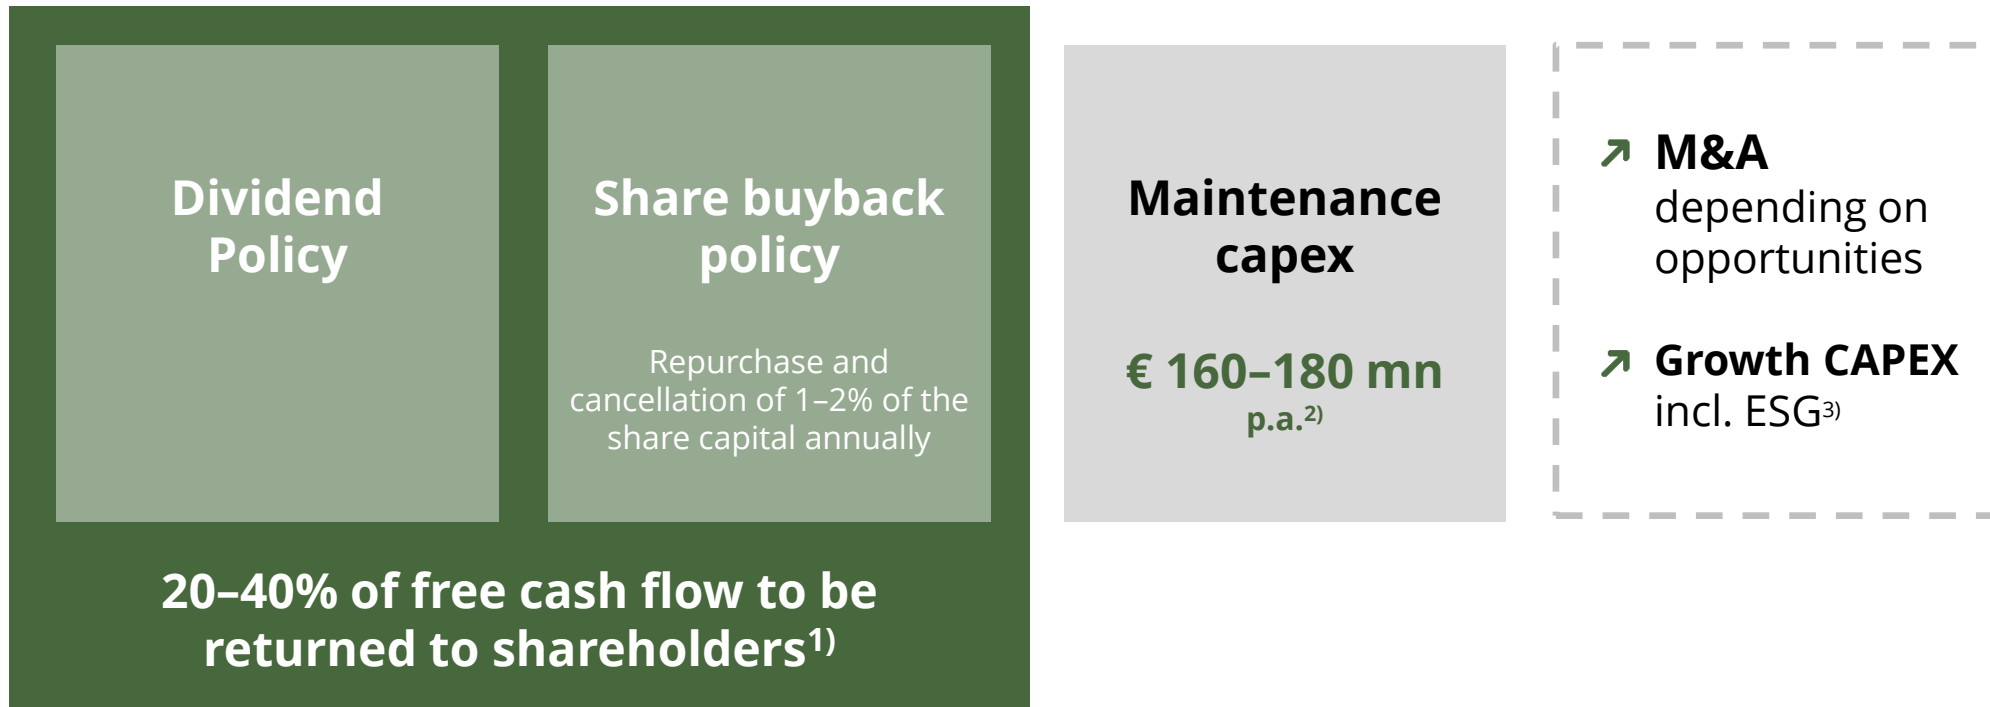 Dividend
Policy
Share buyback
policy
Repurchase and
cancellation of 1–2% of the
share capital annually
20–40% of free cash flow to be
returned to shareholders1)
Maintenance
capex
€ 160–180 mn
p.a.2)
M&A
depending on
opportunities
Growth CAPEX
incl. ESG3)